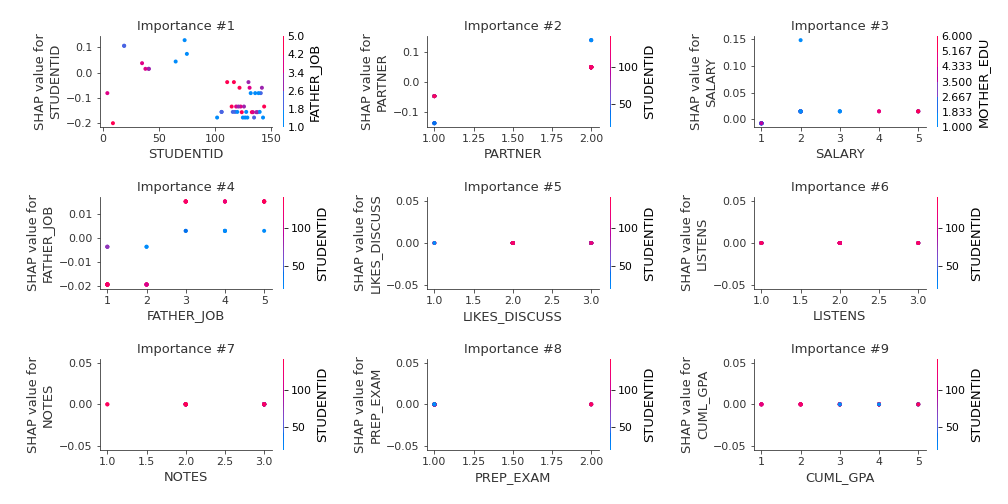 Importance #1
SHAP value for
STUDENTID
0.1
0.0
−0.1
−0.2
0
50
100
150
STUDENTID
5.0
4.2
3.4
2.6
1.8
1.0
FATHER_JOB
Importance #2
SHAP value for
PARTNER
0.1
0.0
−0.1
1.00
1.25
1.50
1.75
2.00
PARTNER
100
50
STUDENTID
Importance #3
SHAP value for
SALARY
0.15
0.10
0.05
0.00
1
2
3
4
5
SALARY
6.000
5.167
4.333
3.500
2.667
1.833
1.000
MOTHER_EDU
Importance #4
SHAP value for
FATHER_JOB
0.01
0.00
−0.01
−0.02
1
2
3
4
5
FATHER_JOB
100
50
STUDENTID
Importance #5
SHAP value for
LIKES_DISCUSS
0.05
0.00
−0.05
1.0
1.5
2.0
2.5
3.0
LIKES_DISCUSS
100
50
STUDENTID
Importance #6
SHAP value for
LISTENS
0.05
0.00
−0.05
1.0
1.5
2.0
2.5
3.0
LISTENS
100
50
STUDENTID
Importance #7
SHAP value for
NOTES
0.05
0.00
−0.05
1.0
1.5
2.0
2.5
3.0
NOTES
100
50
STUDENTID
Importance #8
SHAP value for
PREP_EXAM
0.05
0.00
−0.05
1.00
1.25
1.50
1.75
2.00
PREP_EXAM
100
50
STUDENTID
Importance #9
SHAP value for
CUML_GPA
0.05
0.00
−0.05
1
2
3
4
5
CUML_GPA
100
50
STUDENTID